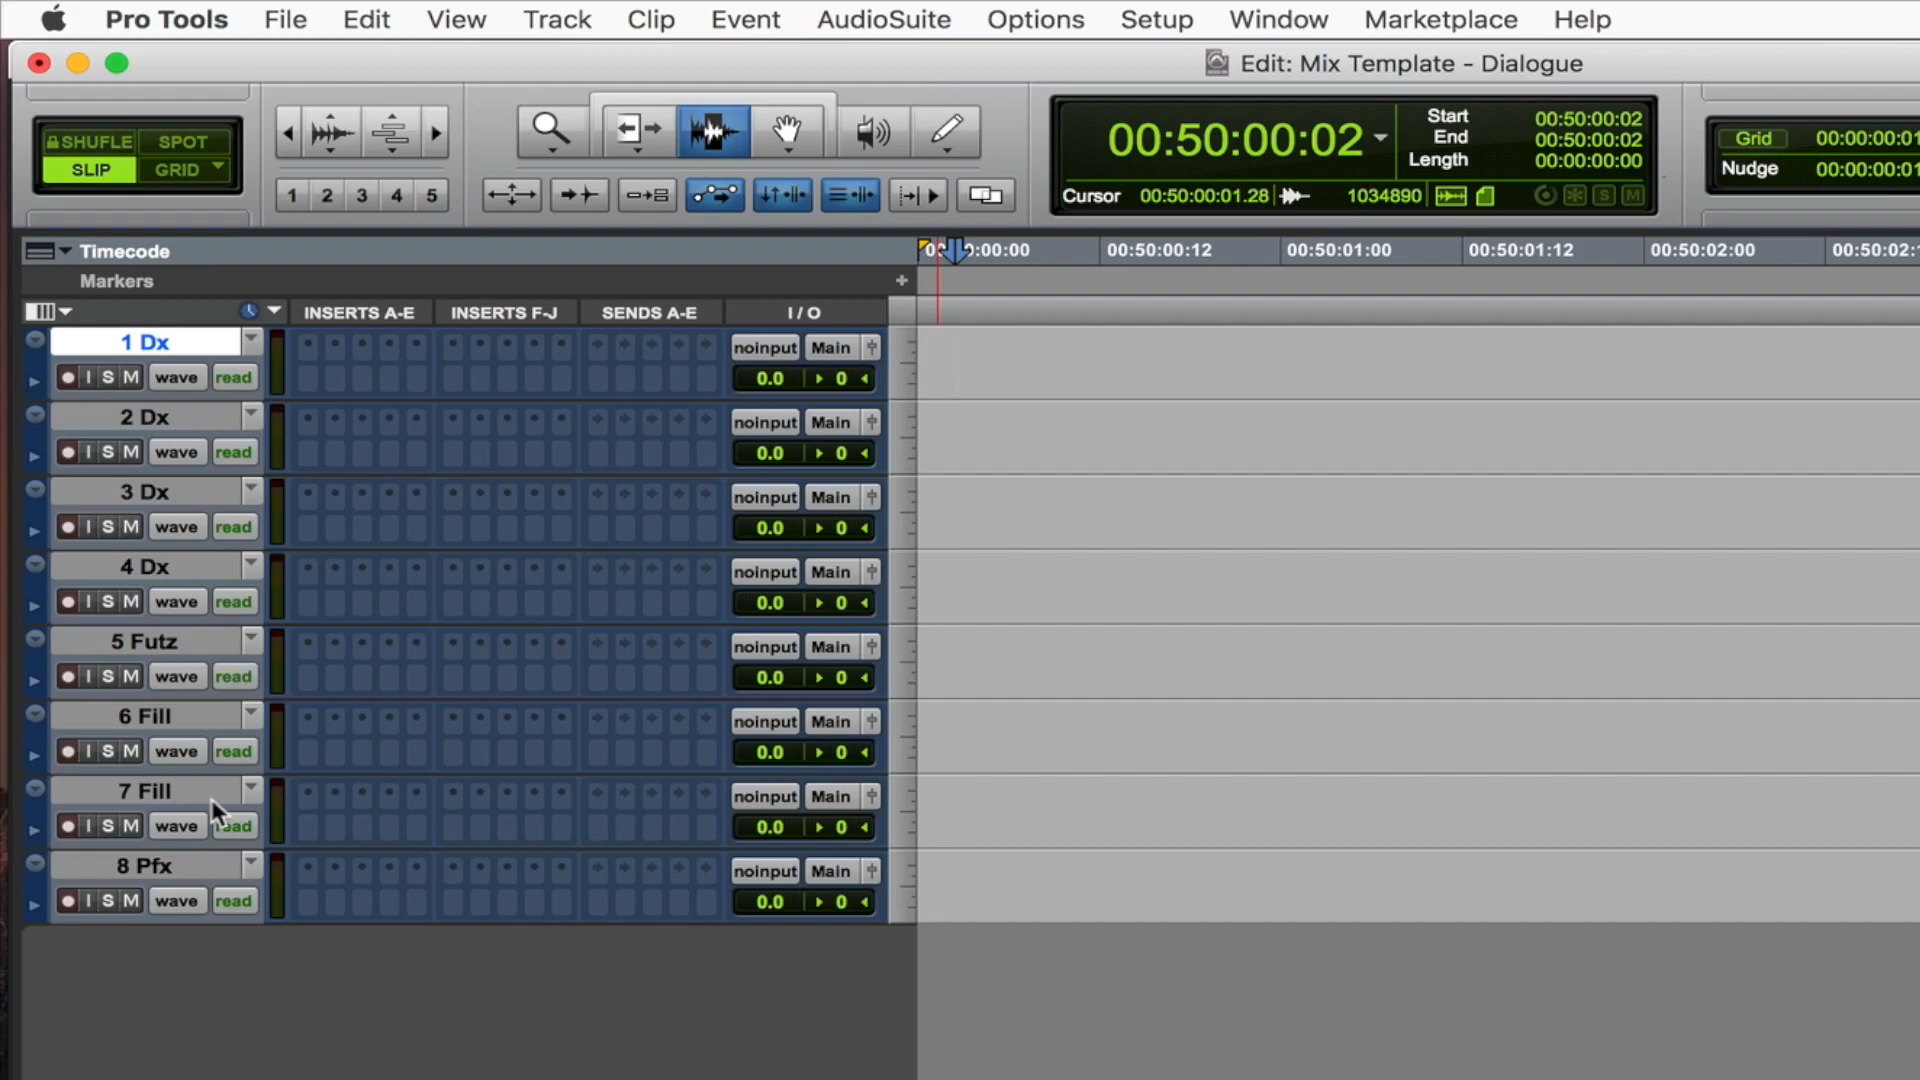 Pro Tools File Edit View Track Clip Event AudioSuite Options Setup Window Marketplace Help
Edit: Mix Template - Dialogue
SHUFLE SPOT
SLIP GRID
1 2 3 4 5
00:50:00:02
Start 00:50:00:02
End 00:50:00:02
Length 00:00:00:00
Cursor 00:50:00:01.28 1034890 S M
Grid 00:00:00:01
Nudge 00:00:00:01
Timecode 00:50:00:12 00:50:01:00 00:50:01:12 00:50:02:00
Markers +
INSERTS A-E INSERTS F-J SENDS A-E I / O
1 Dx noinput Main
I S M wave read 0.0 0
2 Dx noinput Main
I S M wave read 0.0 0
3 Dx noinput Main
I S M wave read 0.0 0
4 Dx noinput Main
I S M wave read 0.0 0
5 Futz noinput Main
I S M wave read 0.0 0
6 Fill noinput Main
I S M wave read 0.0 0
7 Fill noinput Main
I S M wave read 0.0 0
8 Pfx noinput Main
I S M wave read 0.0 0